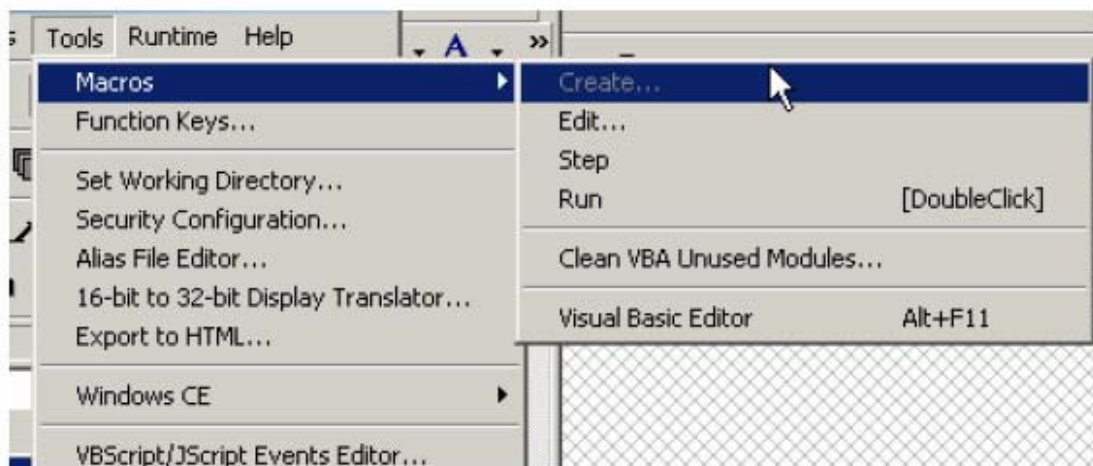 s Tools Runtime Help
A »
Macros
Function Keys...
Set Working Directory...
Security Configuration...
Alias File Editor...
16-bit to 32-bit Display Translator...
Export to HTML...
Windows CE
VBScript/JScript Events Editor...
Create...
Edit...
Step
Run [DoubleClick]
Clean VBA Unused Modules...
Visual Basic Editor Alt+F11